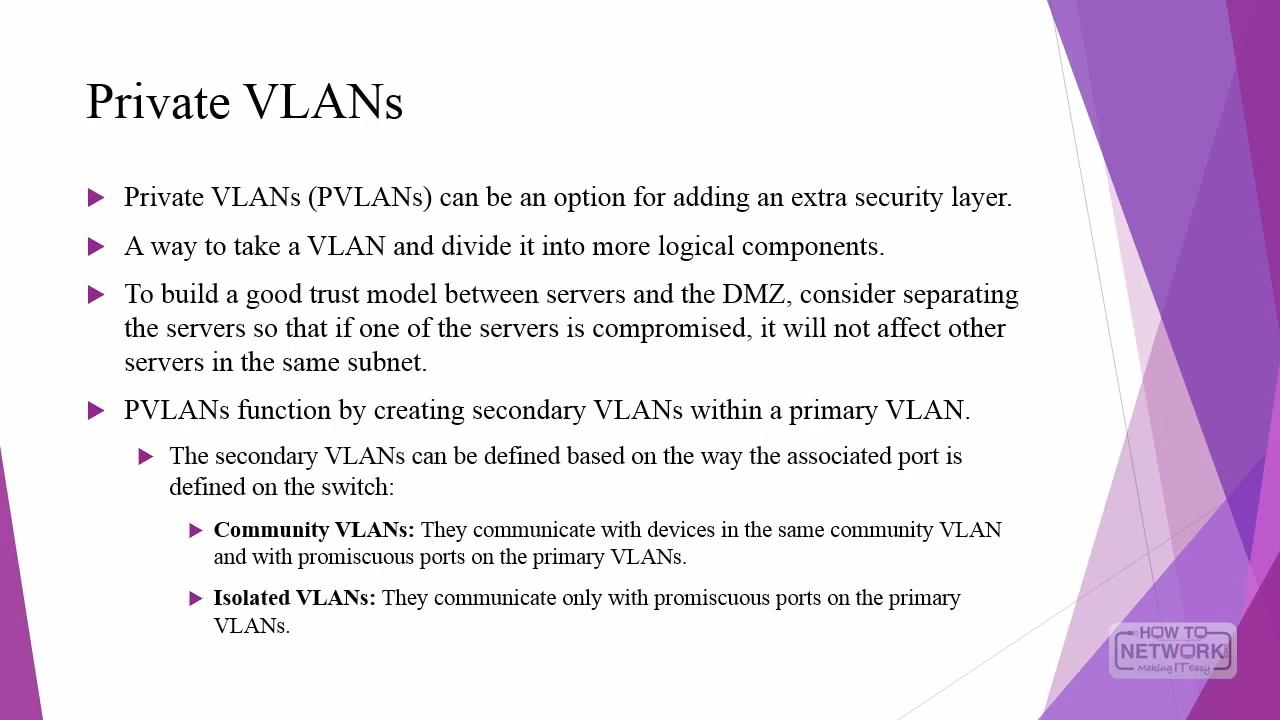 Private VLANs
Private VLANs (PVLANs) can be an option for adding an extra security layer.
A way to take a VLAN and divide it into more logical components.
To build a good trust model between servers and the DMZ, consider separating
the servers so that if one of the servers is compromised, it will not affect other
servers in the same subnet.
PVLANs function by creating secondary VLANs within a primary VLAN.
The secondary VLANs can be defined based on the way the associated port is
defined on the switch:
Community VLANs: They communicate with devices in the same community VLAN
and with promiscuous ports on the primary VLANs.
Isolated VLANs: They communicate only with promiscuous ports on the primary
VLANs.
HOW TO
NETWORK
Making IT Easy